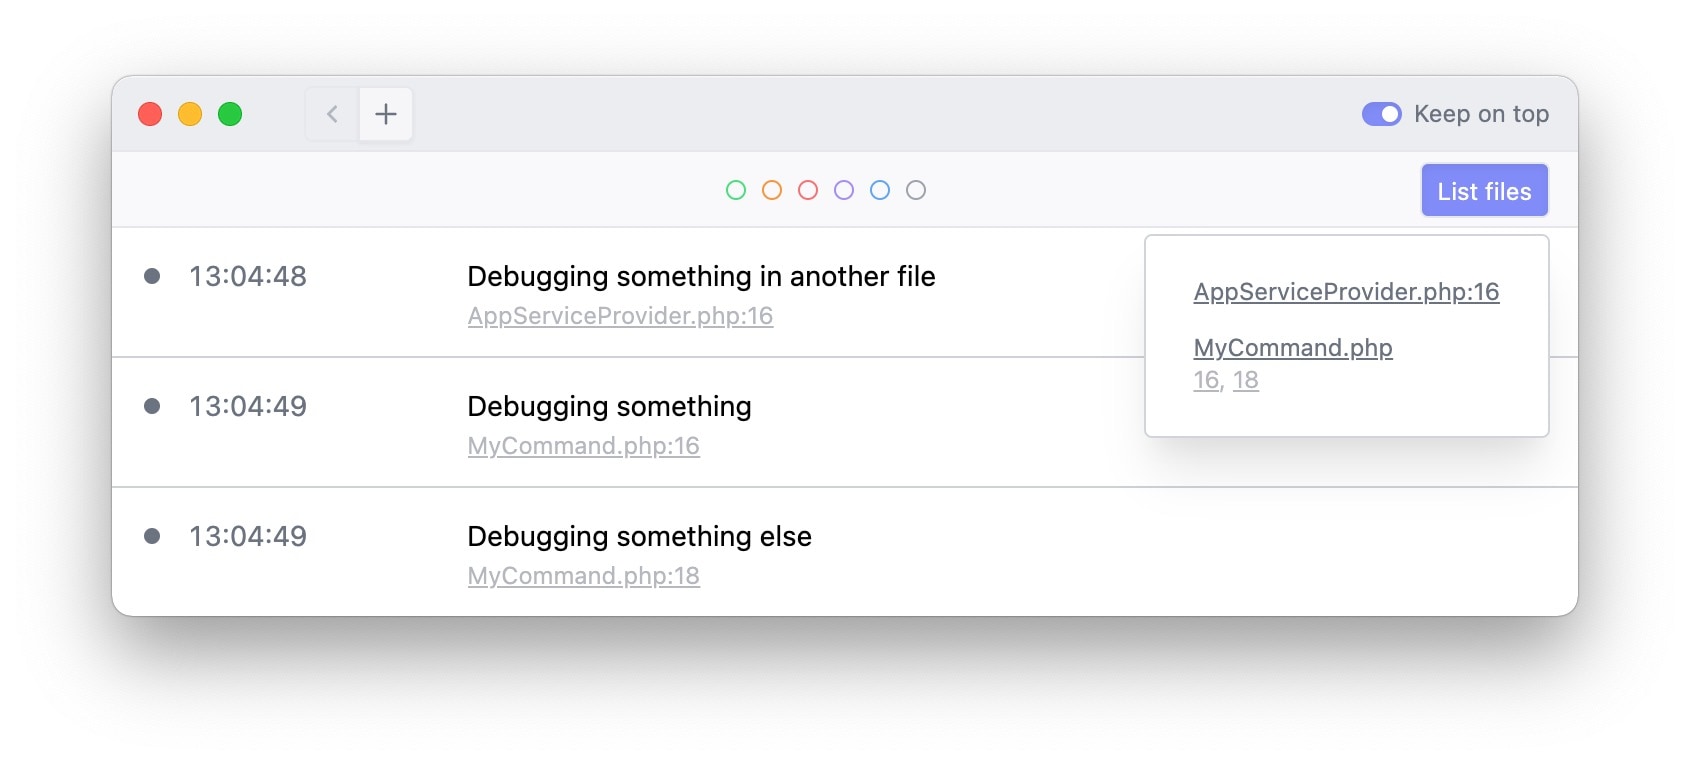 Keep on top
List files
13:04:48
Debugging something in another file
AppServiceProvider.php:16
13:04:49
Debugging something
MyCommand.php:16
13:04:49
Debugging something else
MyCommand.php:18
AppServiceProvider.php:16
MyCommand.php
16, 18